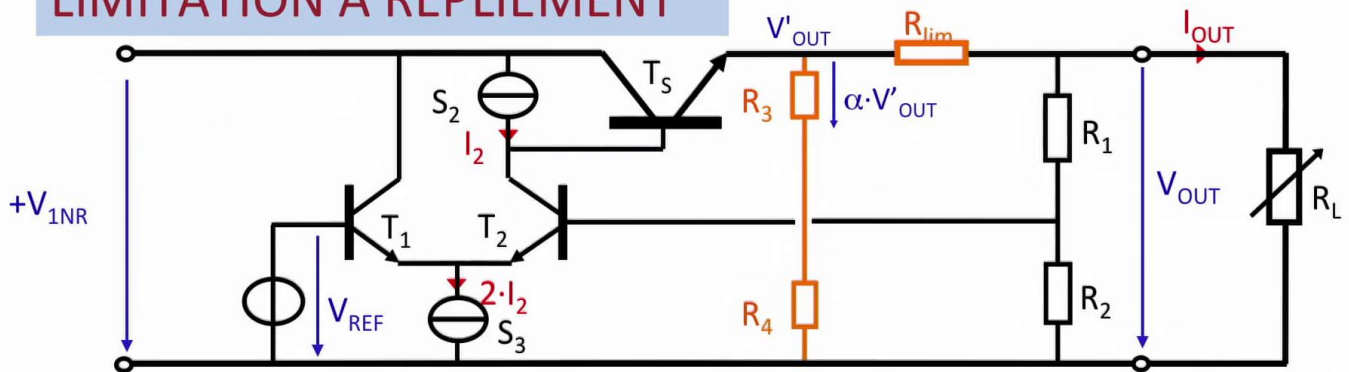 LIMITATION A REPLIEMENT
V'OUT
Rlim
IOUT
TS
S2
R3
α·V'OUT
I2
R1
+V1NR
VOUT
RL
T1
T2
2·I2
VREF
S3
R4
R2